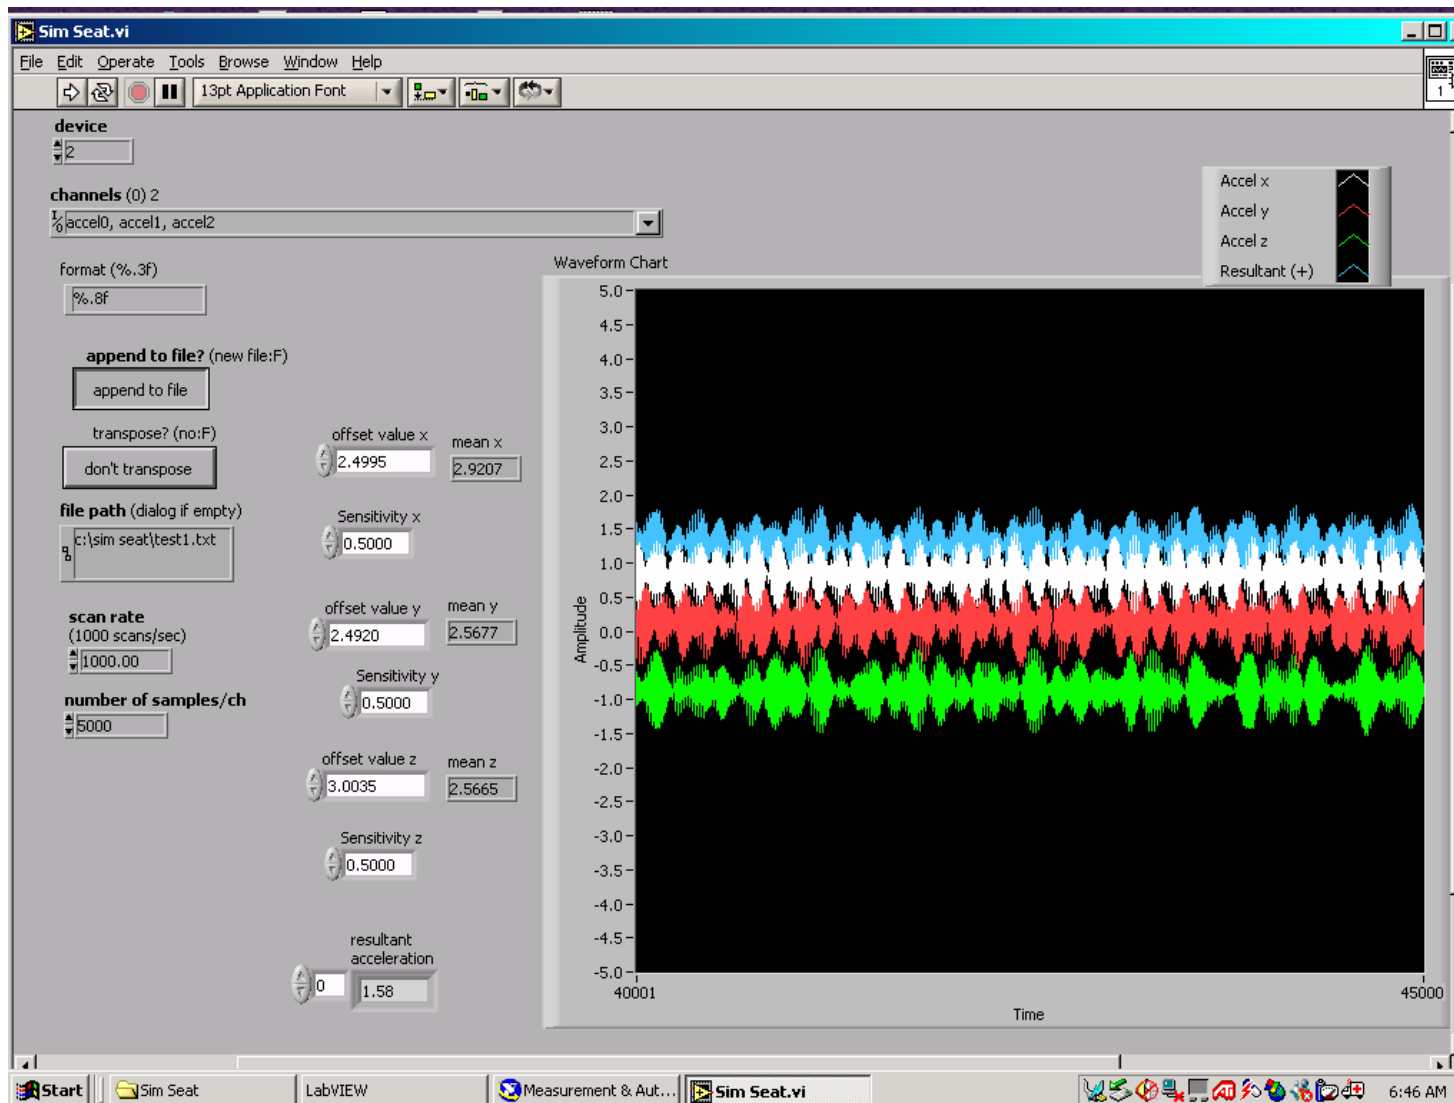 Sim Seat.vi
File Edit Operate Tools Browse Window Help
13pt Application Font
1
device
2
channels (0) 2
accel0, accel1, accel2
format (%.3f)
%.8f
append to file? (new file:F)
append to file
transpose? (no:F)
don't transpose
file path (dialog if empty)
c:\sim seat\test1.txt
scan rate
(1000 scans/sec)
1000.00
number of samples/ch
5000
offset value x
2.4995
mean x
2.9207
Sensitivity x
0.5000
offset value y
2.4920
mean y
2.5677
Sensitivity y
0.5000
offset value z
3.0035
mean z
2.5665
Sensitivity z
0.5000
resultant
acceleration
0
1.58
Accel x
Accel y
Accel z
Resultant (+)
Waveform Chart
5.0
4.5
4.0
3.5
3.0
2.5
2.0
1.5
1.0
0.5
0.0
-0.5
-1.0
-1.5
-2.0
-2.5
-3.0
-3.5
-4.0
-4.5
-5.0
Amplitude
40001
45000
Time
Start
Sim Seat
LabVIEW
Measurement & Aut...
Sim Seat.vi
6:46 AM